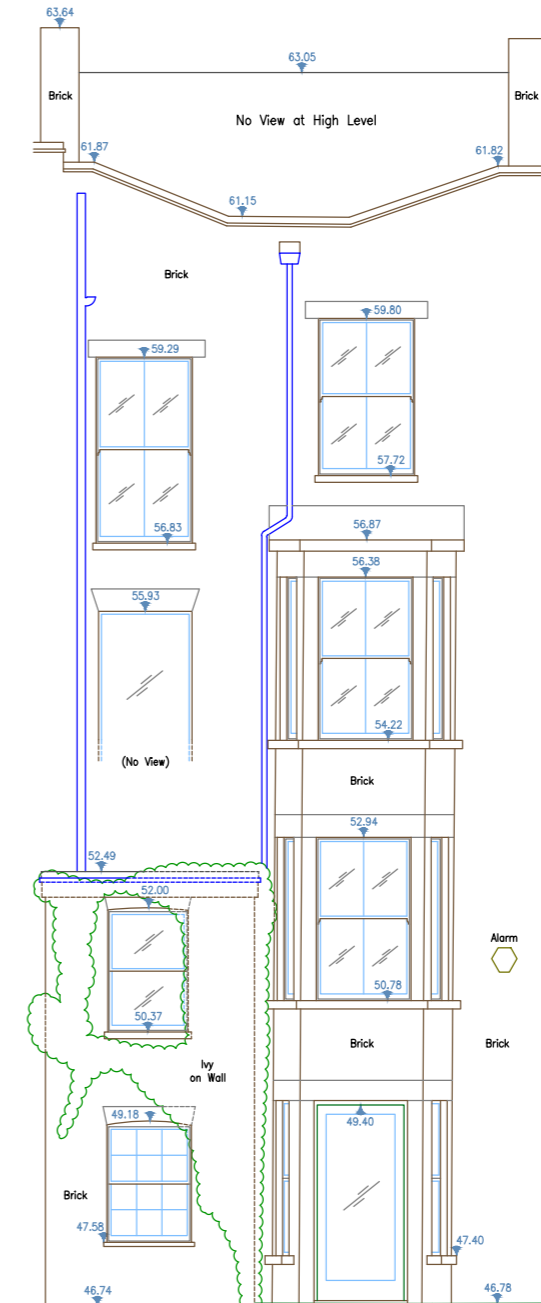 63.64
63.05
Brick
Brick
No View at High Level
61.87
61.82
61.15
Brick
59.80
59.29
57.72
56.83
56.87
56.38
55.93
54.22
(No View)
Brick
52.94
52.49
52.00
Alarm
50.78
50.37
Brick
Brick
Ivy
on Wall
49.18
49.40
Brick
47.58
47.40
46.74
46.78